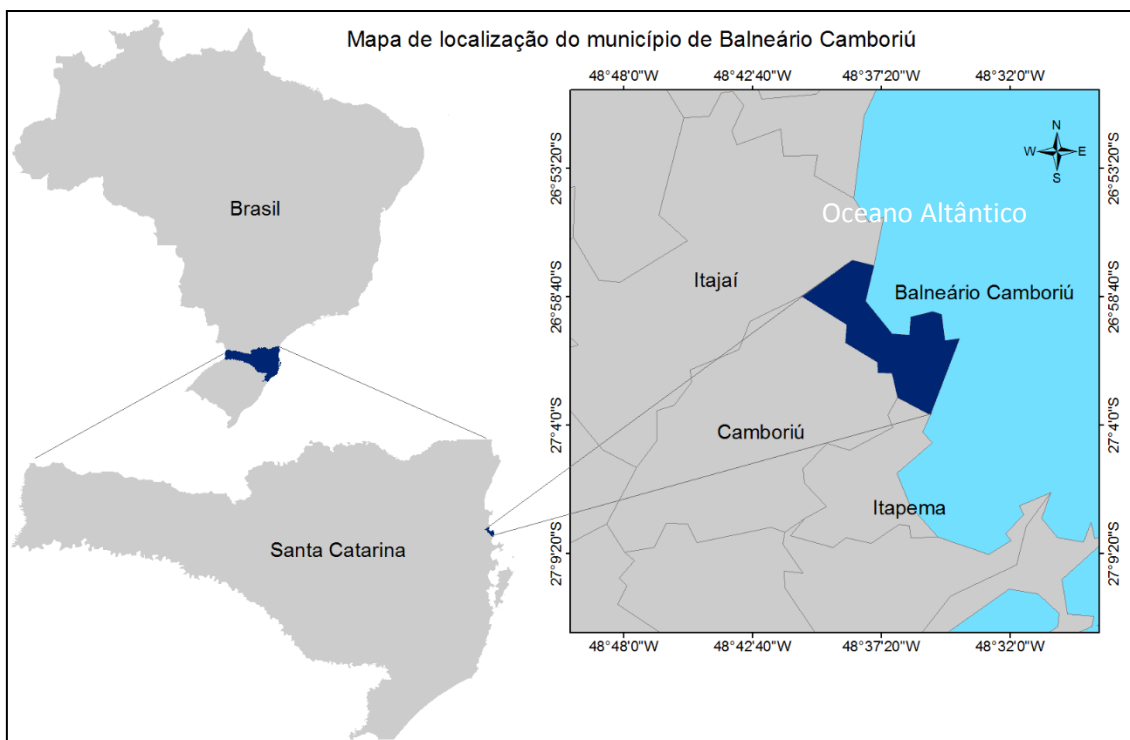 Mapa de localização do município de Balneário Camboriú
48°48'0"W 48°42'40"W 48°37'20"W 48°32'0"W
N
W E
S
26°53'20"S 26°53'20"S
Brasil
Oceano Altântico
Itajaí
Balneário Camboriú
26°58'40"S 26°58'40"S
27°4'0"S 27°4'0"S
Camboriú
Itapema
Santa Catarina
27°9'20"S 27°9'20"S
48°48'0"W 48°42'40"W 48°37'20"W 48°32'0"W